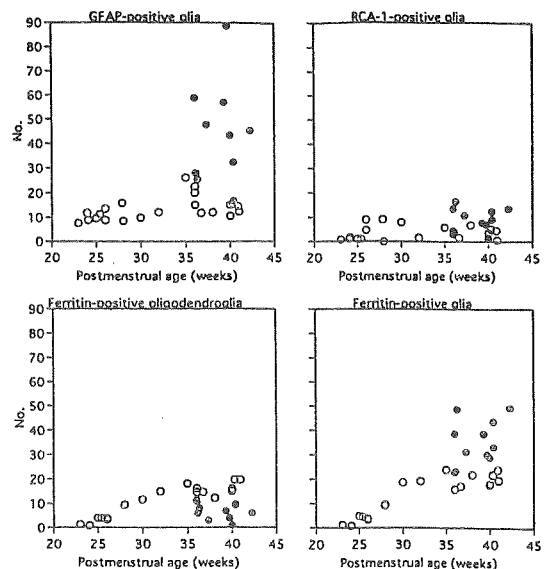 GFAP-positive glia
RCA-1-positive glia
90
80
70
60
50
40
30
20
10
0
No.
20 25 30 35 40 45
20 25 30 35 40 45
Postmenstrual age (weeks)
Postmenstrual age (weeks)
Ferritin-positive oligodendroglia
Ferritin-positive glia
90
80
70
60
50
40
30
20
10
0
No.
20 25 30 35 40 45
20 25 30 35 40 45
Postmenstrual age (weeks)
Postmenstrual age (weeks)